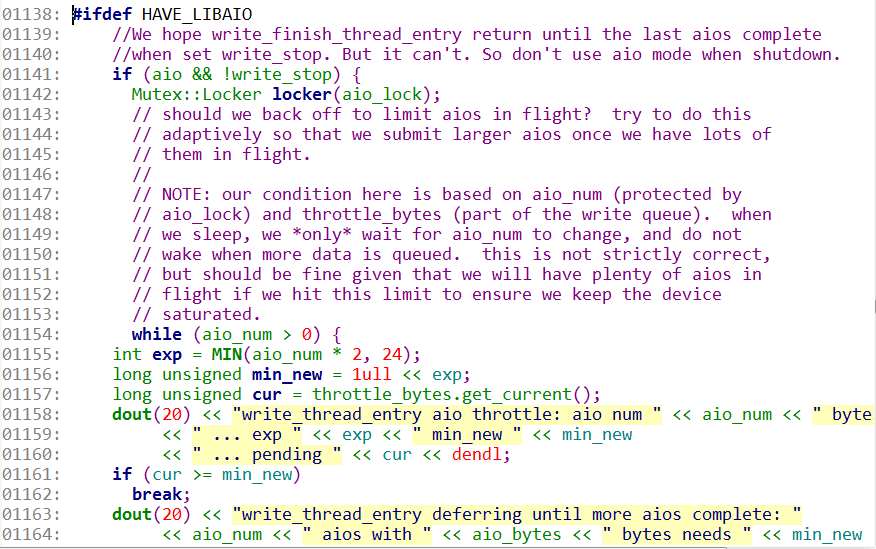 01138: #ifdef HAVE_LIBAIO
01139:     //We hope write_finish_thread_entry return until the last aios complete
01140:     //when set write_stop. But it can't. So don't use aio mode when shutdown.
01141:     if (aio && !write_stop) {
01142:       Mutex::Locker locker(aio_lock);
01143:       // should we back off to limit aios in flight?  try to do this
01144:       // adaptively so that we submit larger aios once we have lots of
01145:       // them in flight.
01146:       //
01147:       // NOTE: our condition here is based on aio_num (protected by
01148:       // aio_lock) and throttle_bytes (part of the write queue).  when
01149:       // we sleep, we *only* wait for aio_num to change, and do not
01150:       // wake when more data is queued.  this is not strictly correct,
01151:       // but should be fine given that we will have plenty of aios in
01152:       // flight if we hit this limit to ensure we keep the device
01153:       // saturated.
01154:       while (aio_num > 0) {
01155:     int exp = MIN(aio_num * 2, 24);
01156:     long unsigned min_new = 1ull << exp;
01157:     long unsigned cur = throttle_bytes.get_current();
01158:     dout(20) << "write_thread_entry aio throttle: aio num " << aio_num << " byte
01159:          << " ... exp " << exp << " min_new " << min_new
01160:          << " ... pending " << cur << dendl;
01161:     if (cur >= min_new)
01162:       break;
01163:     dout(20) << "write_thread_entry deferring until more aios complete: "
01164:          << aio_num << " aios with " << aio_bytes << " bytes needs " << min_new